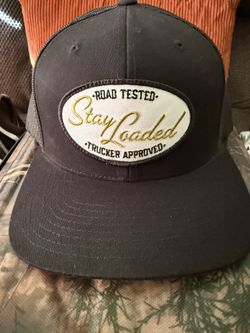 ·ROAD TESTED·
Stay
Loaded
·TRUCKER APPROVED·